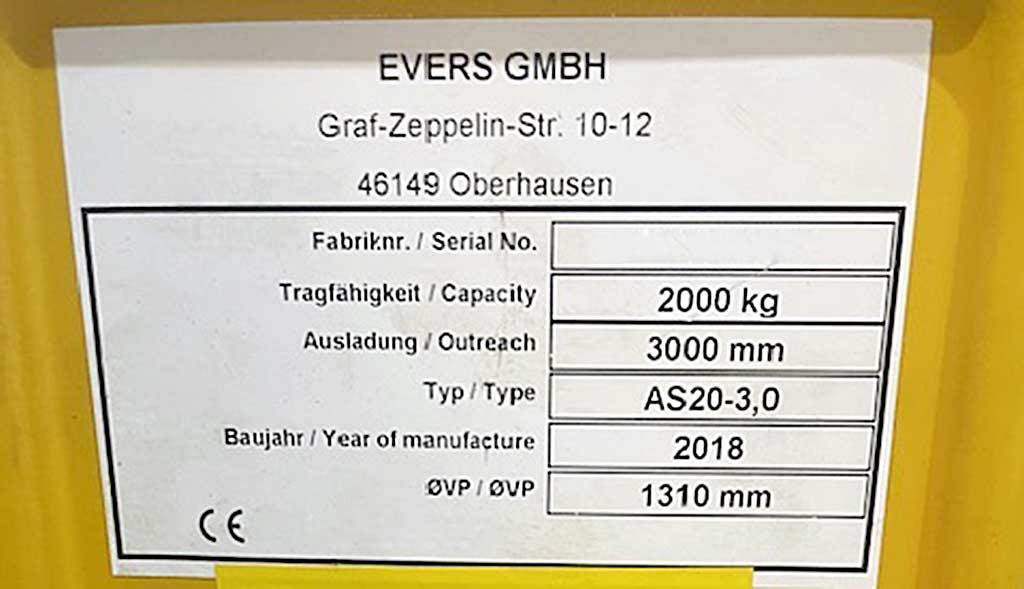 EVERS GMBH
Graf-Zeppelin-Str. 10-12
46149 Oberhausen
Fabriknr. / Serial No.
Tragfähigkeit / Capacity 2000 kg
Ausladung / Outreach 3000 mm
Typ / Type AS20-3,0
Baujahr / Year of manufacture 2018
ØVP / ØVP 1310 mm
CE